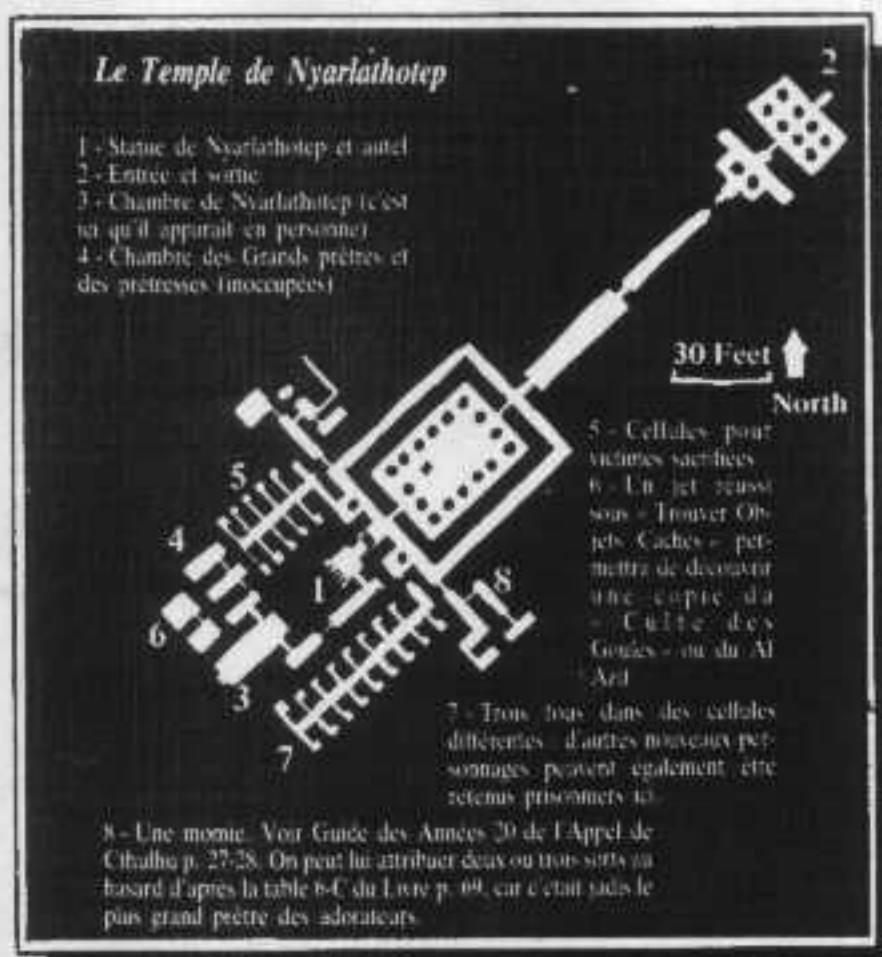 Le Temple de Nyarlathotep
1 - Statue de Nyarlathotep et autel
2 - Entrée et sortie
3 - Chambre de Nyarlathotep (c'est
ici qu'il apparait en personne)
4 - Chambre des Grands prêtres et
des prêtresses (inoccupées)
2
30 Feet
North
5 - Cellules pour
victimes sacrifiées
6 - Un jet réussi
sous « Trouver Ob-
jets Cachés » per-
mettra de découvrir
une copie du
« Culte des
Goules » ou du Al
Azif
5
4
6
3
1
8
7
7 - Trois fous dans des cellules
différentes d'autres nouveaux per-
sonnages peuvent également être
retenus prisonniers ici.
8 - Une momie. Voir Guide des Années 20 de l'Appel de
Cthulhu p. 27-28. On peut lui attribuer deux ou trois sorts au
hasard d'après la table 6-C du Livre p. 69, car c'était jadis le
plus grand prêtre des adorateurs.